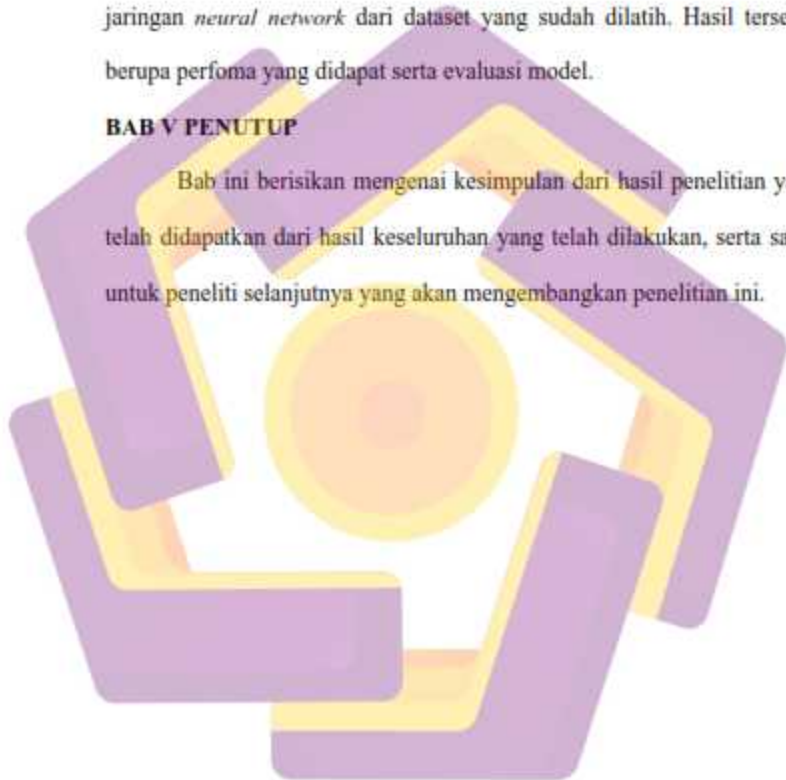 jaringan neural network dari dataset yang sudah dilatih. Hasil terse
berupa perfoma yang didapat serta evaluasi model.
BAB V PENUTUP
Bab ini berisikan mengenai kesimpulan dari hasil penelitian y
telah didapatkan dari hasil keseluruhan yang telah dilakukan, serta sa
untuk peneliti selanjutnya yang akan mengembangkan penelitian ini.